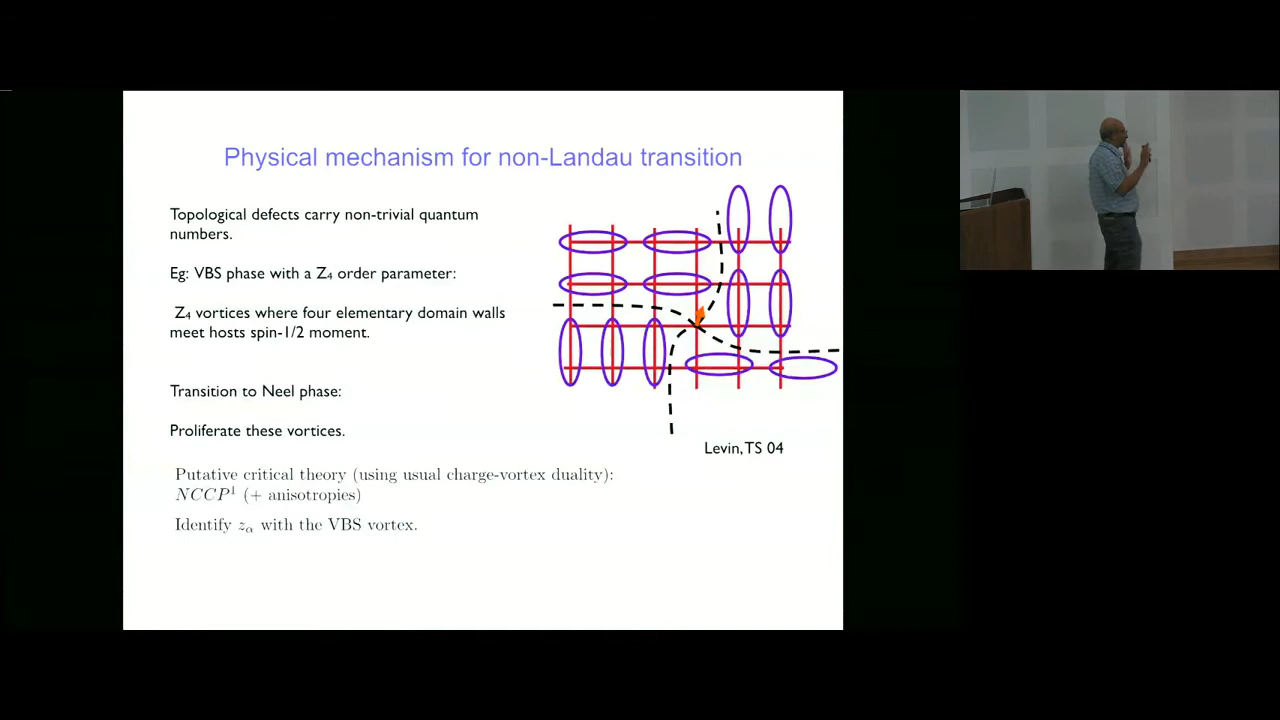 Physical mechanism for non-Landau transition
Topological defects carry non-trivial quantum
numbers.
Eg: VBS phase with a Z₄ order parameter:
Z₄ vortices where four elementary domain walls
meet hosts spin-1/2 moment.
Transition to Neel phase:
Proliferate these vortices.
Levin, TS 04
Putative critical theory (using usual charge-vortex duality):
NCCP¹ (+ anisotropies)
Identify zα with the VBS vortex.